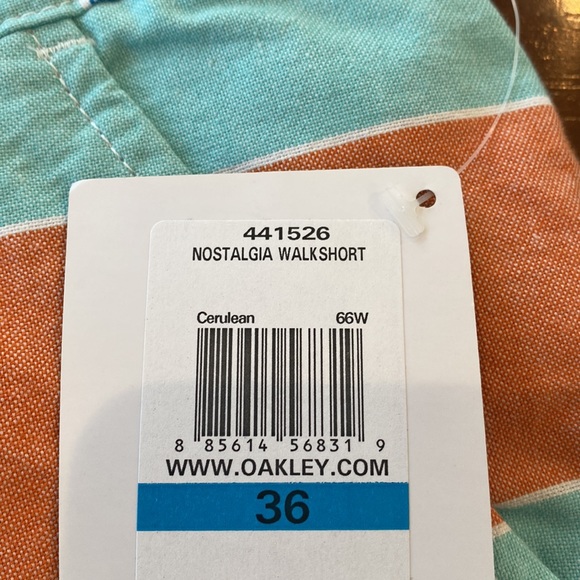 441526
NOSTALGIA WALKSHORT
Cerulean 66W
8 85614 56831 9
WWW.OAKLEY.COM
36